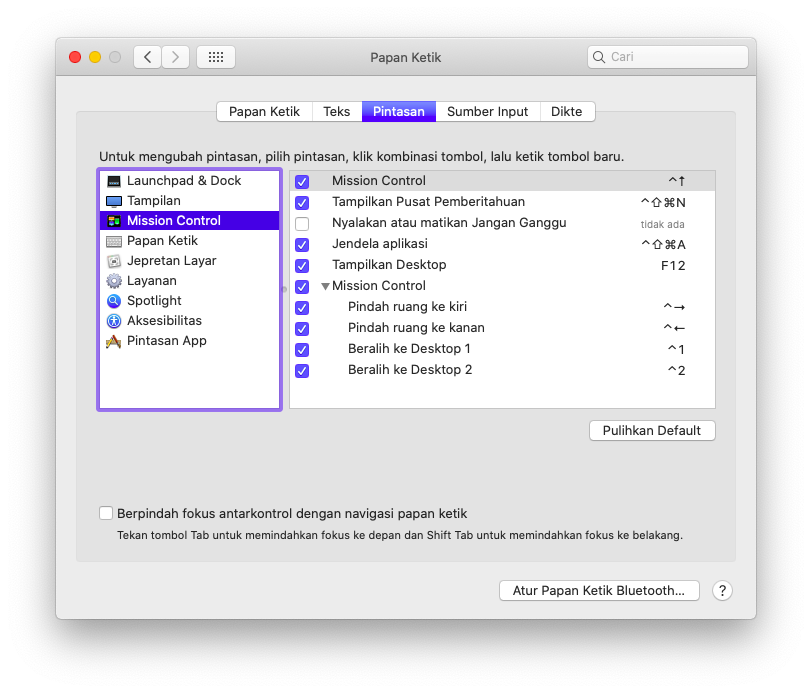 Papan Ketik
Cari
Papan Ketik Teks Pintasan Sumber Input Dikte
Untuk mengubah pintasan, pilih pintasan, klik kombinasi tombol, lalu ketik tombol baru.
Launchpad & Dock
Tampilan
Mission Control
Papan Ketik
Jepretan Layar
Layanan
Spotlight
Aksesibilitas
Pintasan App
Mission Control ^↑
Tampilkan Pusat Pemberitahuan ^⇧⌘N
Nyalakan atau matikan Jangan Ganggu tidak ada
Jendela aplikasi ^⇧⌘A
Tampilkan Desktop F12
Mission Control
Pindah ruang ke kiri ^→
Pindah ruang ke kanan ^←
Beralih ke Desktop 1 ^1
Beralih ke Desktop 2 ^2
Pulihkan Default
Berpindah fokus antarkontrol dengan navigasi papan ketik
Tekan tombol Tab untuk memindahkan fokus ke depan dan Shift Tab untuk memindahkan fokus ke belakang.
Atur Papan Ketik Bluetooth... ?